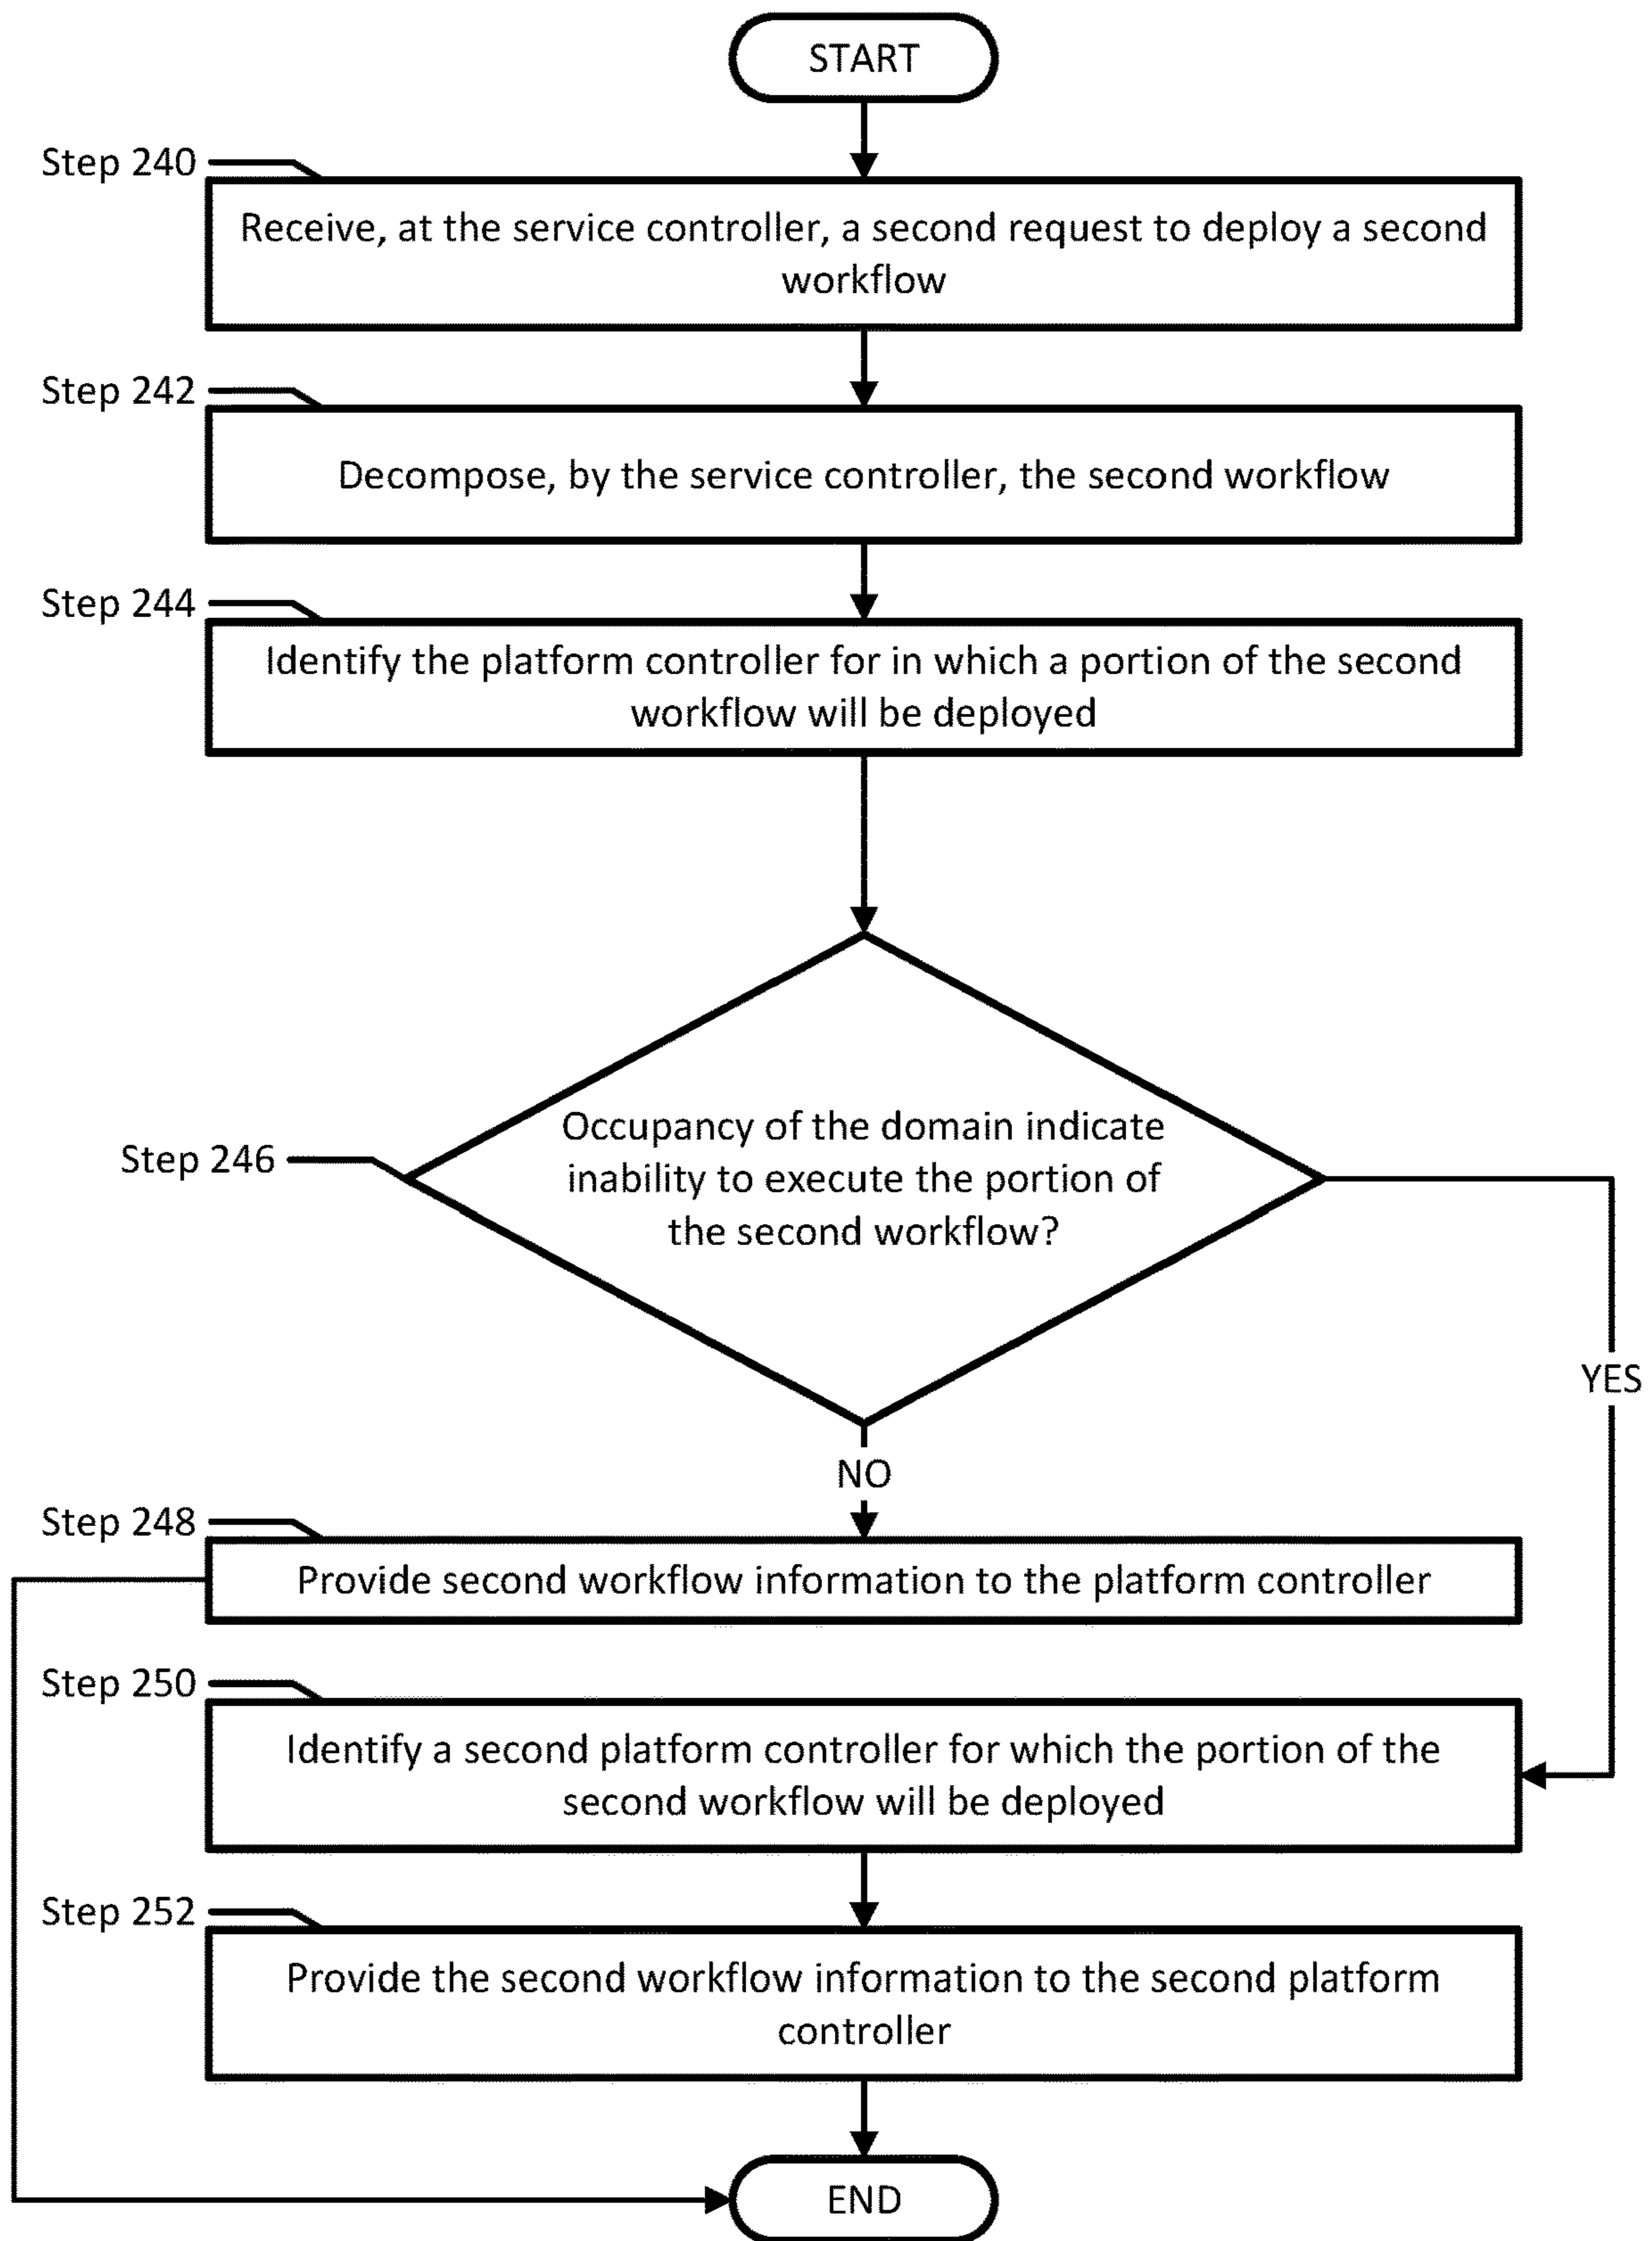 START
Step 240
Receive, at the service controller, a second request to deploy a second
workflow
Step 242
Decompose, by the service controller, the second workflow
Step 244
Identify the platform controller for in which a portion of the second
workflow will be deployed
Step 246
Occupancy of the domain indicate
inability to execute the portion of
the second workflow?
YES
NO
Step 248
Provide second workflow information to the platform controller
Step 250
Identify a second platform controller for which the portion of the
second workflow will be deployed
Step 252
Provide the second workflow information to the second platform
controller
END